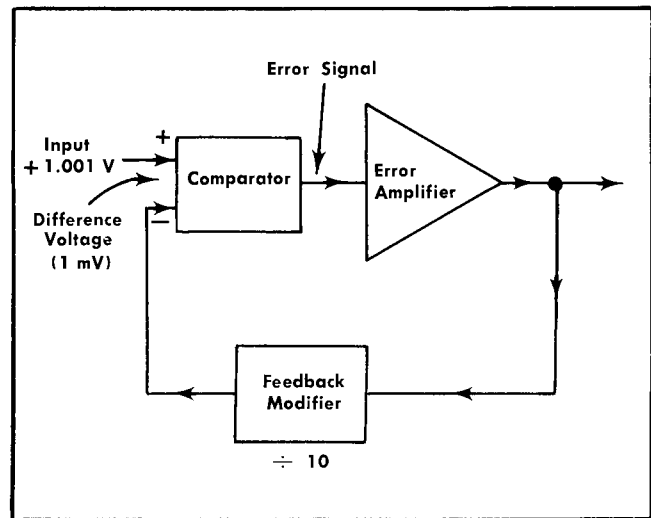 Error Signal
+
Input
+ 1.001 V
Comparator
Error
Amplifier
Difference
Voltage
(1 mV)
−
Feedback
Modifier
÷ 10